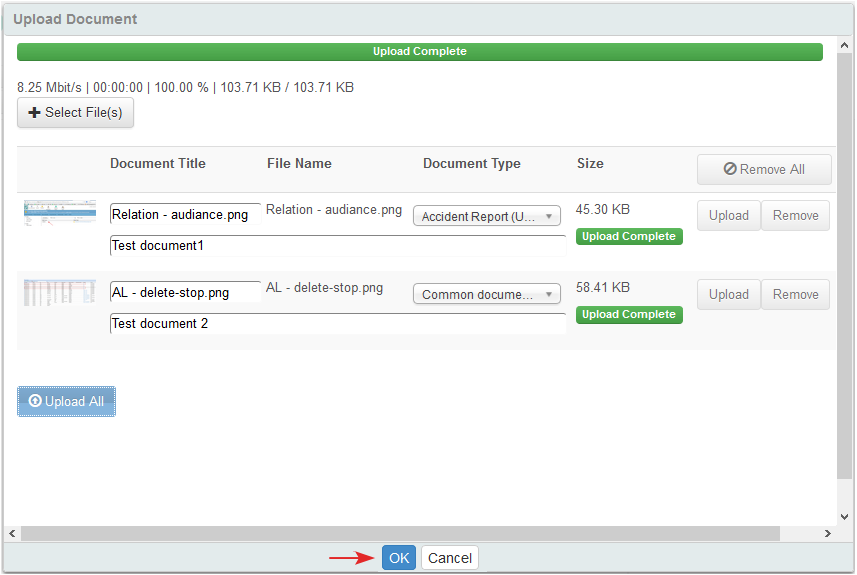 Upload Document
Upload Complete
8.25 Mbit/s | 00:00:00 | 100.00 % | 103.71 KB / 103.71 KB
Select File(s)
Document Title File Name Document Type Size Remove All
Relation - audiance.png Relation - audiance.png Accident Report (U... 45.30 KB Upload Remove
Upload Complete
Test document1
AL - delete-stop.png AL - delete-stop.png Common docume... 58.41 KB Upload Remove
Upload Complete
Test document 2
Upload All
OK Cancel